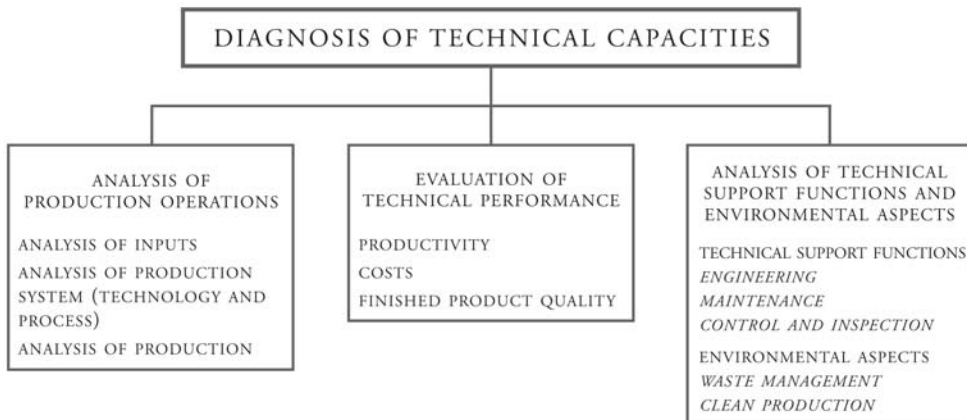 DIAGNOSIS OF TECHNICAL CAPACITIES
ANALYSIS OF
PRODUCTION OPERATIONS
ANALYSIS OF INPUTS
ANALYSIS OF PRODUCTION
SYSTEM (TECHNOLOGY AND
PROCESS)
ANALYSIS OF PRODUCTION
EVALUATION OF
TECHNICAL PERFORMANCE
PRODUCTIVITY
COSTS
FINISHED PRODUCT QUALITY
ANALYSIS OF TECHNICAL
SUPPORT FUNCTIONS AND
ENVIRONMENTAL ASPECTS
TECHNICAL SUPPORT FUNCTIONS
ENGINEERING
MAINTENANCE
CONTROL AND INSPECTION
ENVIRONMENTAL ASPECTS
WASTE MANAGEMENT
CLEAN PRODUCTION